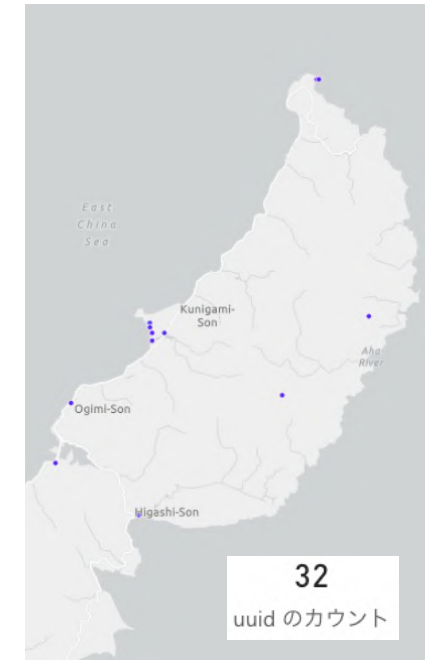 East
China
Sea
Kunigami-
Son
Aha
River
Ogimi-Son
Higashi-Son
32
uuid のカウント